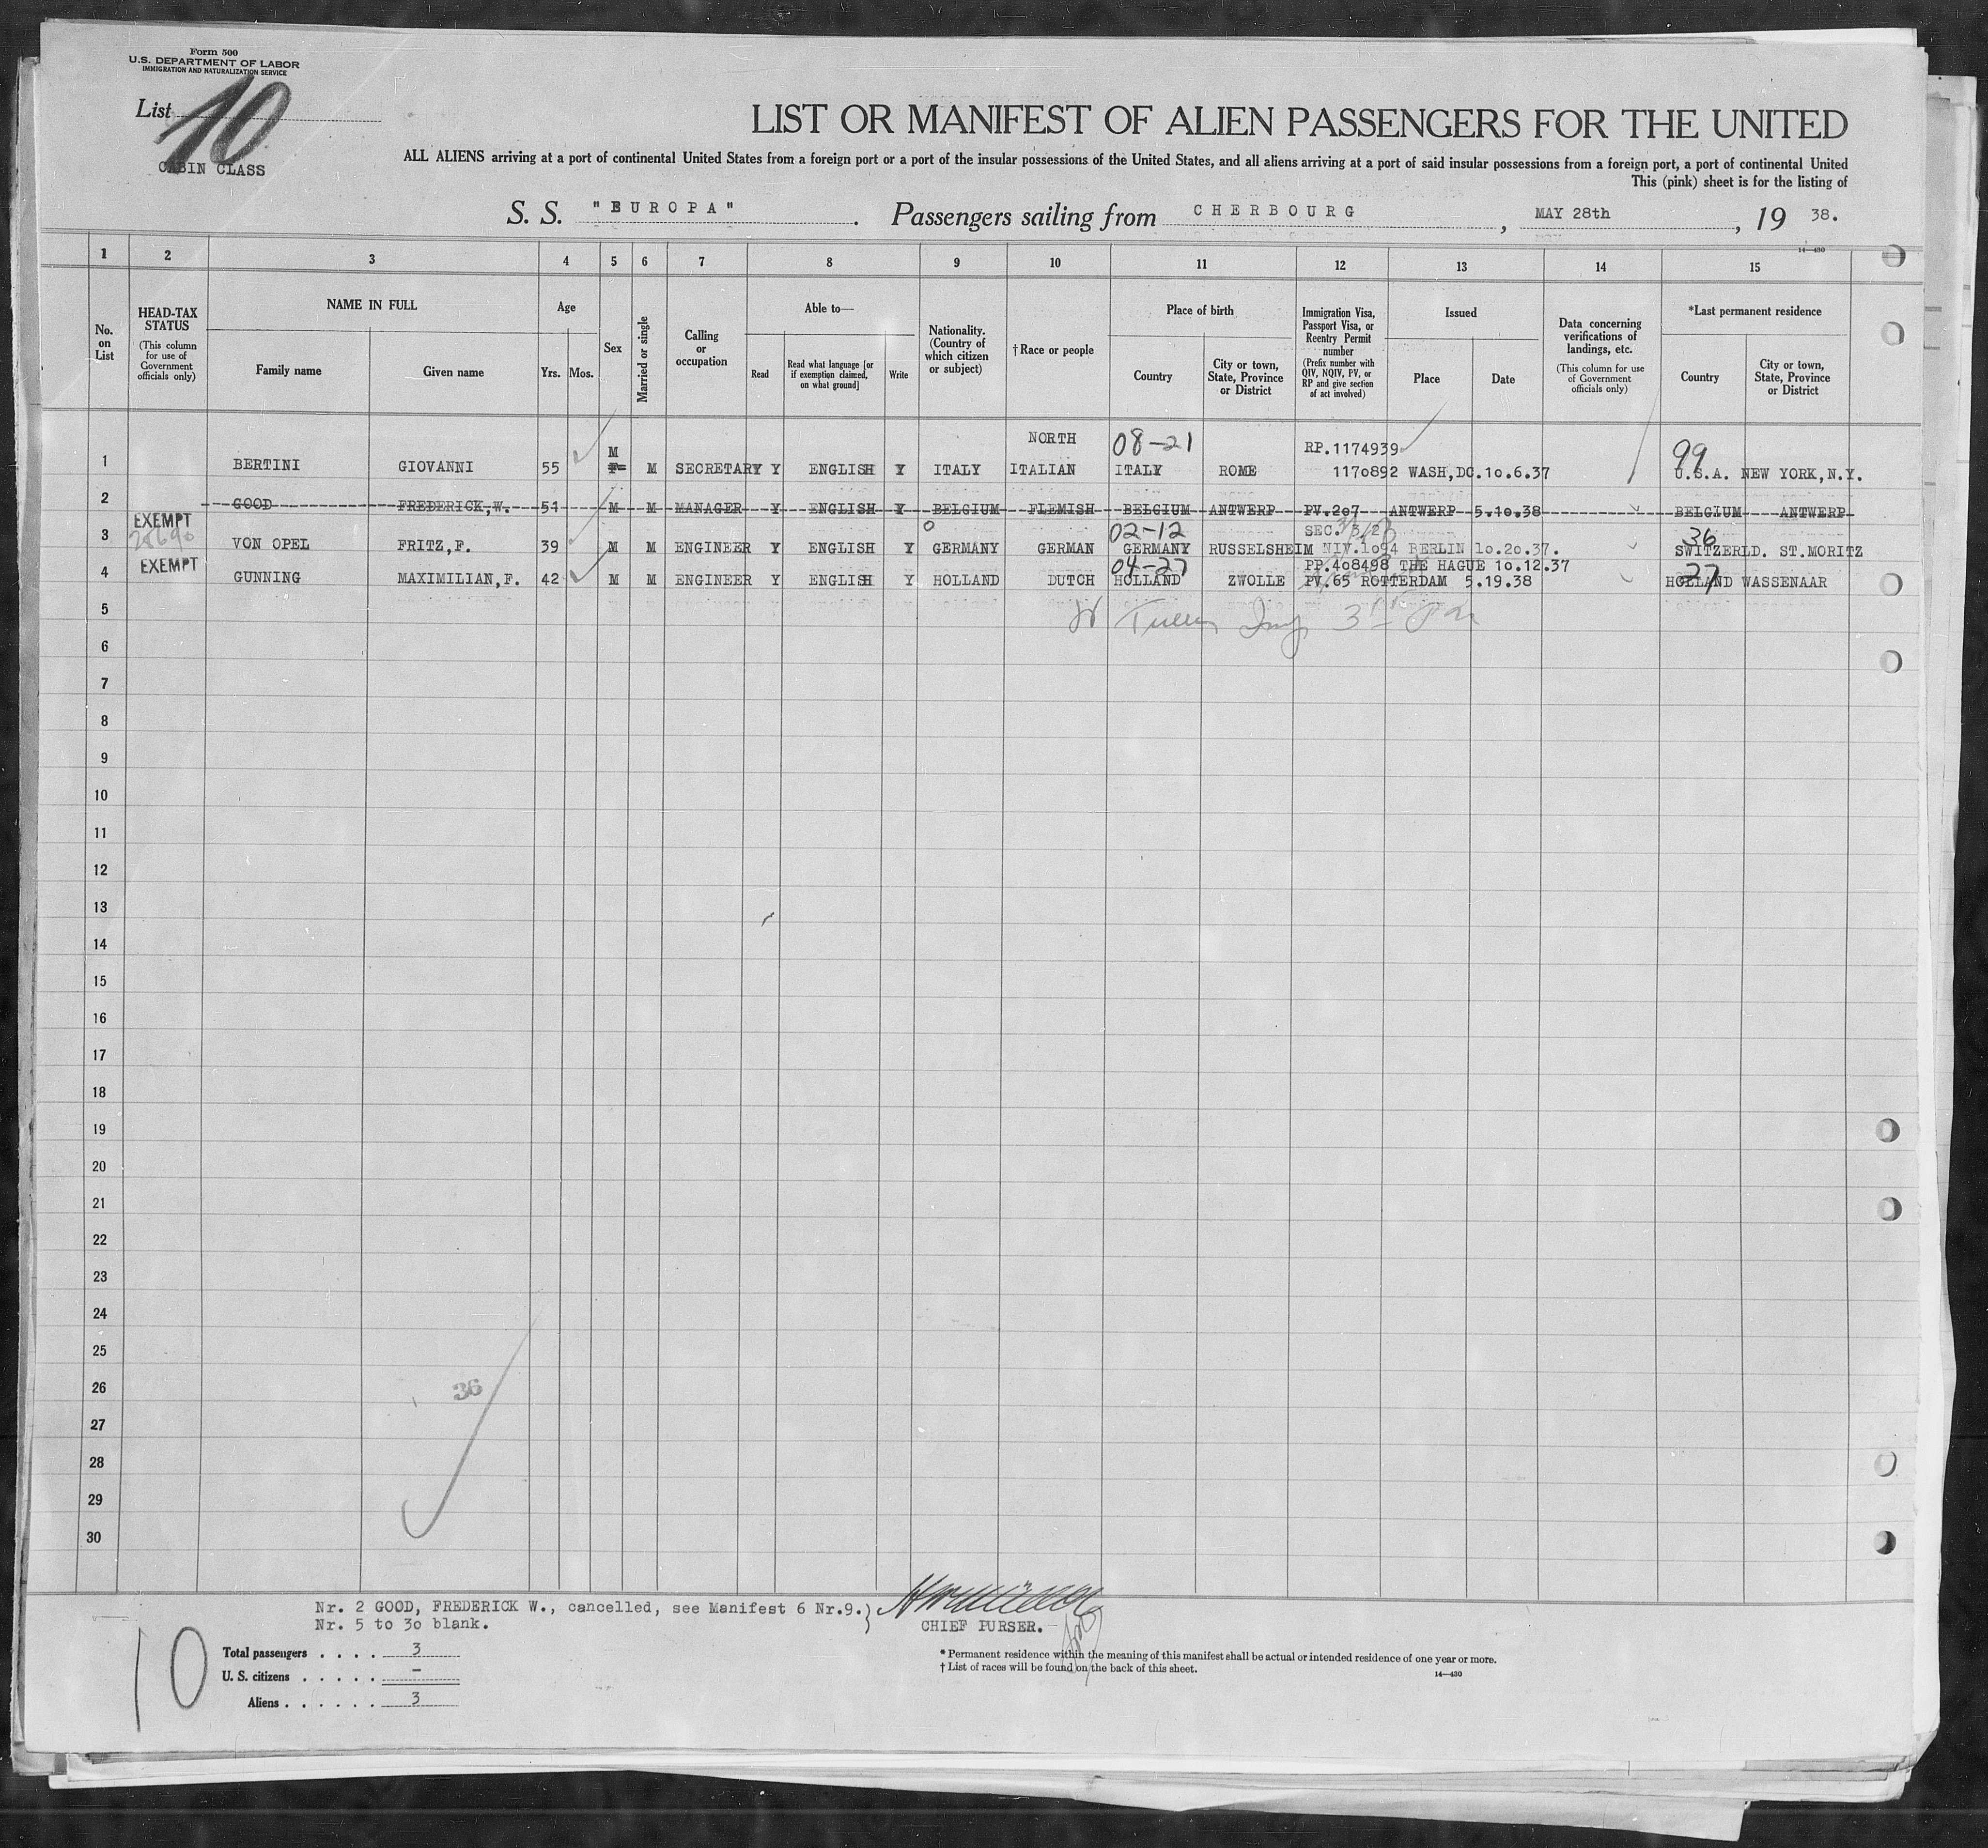 Form 500
U.S. DEPARTMENT OF LABOR
IMMIGRATION AND NATURALIZATION SERVICE
List 10
CABIN CLASS
LIST OR MANIFEST OF ALIEN PASSENGERS FOR THE UNITED
ALL ALIENS arriving at a port of continental United States from a foreign port or a port of the insular possessions of the United States, and all aliens arriving at a port of said insular possessions from a foreign port, a port of continental United
This (pink) sheet is for the listing of
S. S. "EUROPA". Passengers sailing from CHERBOURG, MAY 28th, 19 38.
14—430
1 2 3 4 5 6 7 8 9 10 11 12 13 14 15
No. on List
HEAD-TAX STATUS
(This column for use of Government officials only)
NAME IN FULL
Family name
Given name
Age
Yrs. Mos.
Sex
Married or single
Calling or occupation
Able to—
Read
Read what language [or if exemption claimed, on what ground]
Write
Nationality. (Country of which citizen or subject)
†Race or people
Place of birth
Country
City or town, State, Province or District
Immigration Visa, Passport Visa, or Reentry Permit number
(Prefix number with QIV, NQIV, PV, or RP and give section of act involved)
Issued
Place
Date
Data concerning verifications of landings, etc.
(This column for use of Government officials only)
*Last permanent residence
Country
City or town, State, Province or District
M NORTH 08-21 RP.1174939 99
1 BERTINI GIOVANNI 55 F M SECRETARY Y ENGLISH Y ITALY ITALIAN ITALY ROME 1170892 WASH,DC.10.6.37 U.S.A. NEW YORK,N.Y.
2 GOOD FREDERICK,W. 51 M M MANAGER Y ENGLISH Y BELGIUM FLEMISH BELGIUM ANTWERP PV.207 ANTWERP 5.10.38 BELGIUM ANTWERP
EXEMPT 0 02-12 SEC. 3/2 36
3 VON OPEL FRITZ,F. 39 M M ENGINEER Y ENGLISH Y GERMANY GERMAN GERMANY RUSSELSHEIM NIV.1094 BERLIN 10.20.37. SWITZERLD. ST.MORITZ
EXEMPT 04-27 PP.408498 THE HAGUE 10.12.37 27
4 GUNNING MAXIMILIAN,F. 42 M M ENGINEER Y ENGLISH Y HOLLAND DUTCH HOLLAND ZWOLLE PV.65 ROTTERDAM 5.19.38 HOLLAND WASSENAAR
5
6
7
8
9
10
11
12
13
14
15
16
17
18
19
20
21
22
23
24
25
26
36
27
28
29
30
Nr. 2 GOOD, FREDERICK W., cancelled, see Manifest 6 Nr.9.}
Nr. 5 to 30 blank.
CHIEF PURSER.
10
Total passengers . . . . 3
U. S. citizens . . . . . —
Aliens . . . . . . 3
* Permanent residence within the meaning of this manifest shall be actual or intended residence of one year or more.
† List of races will be found on the back of this sheet.
14—430